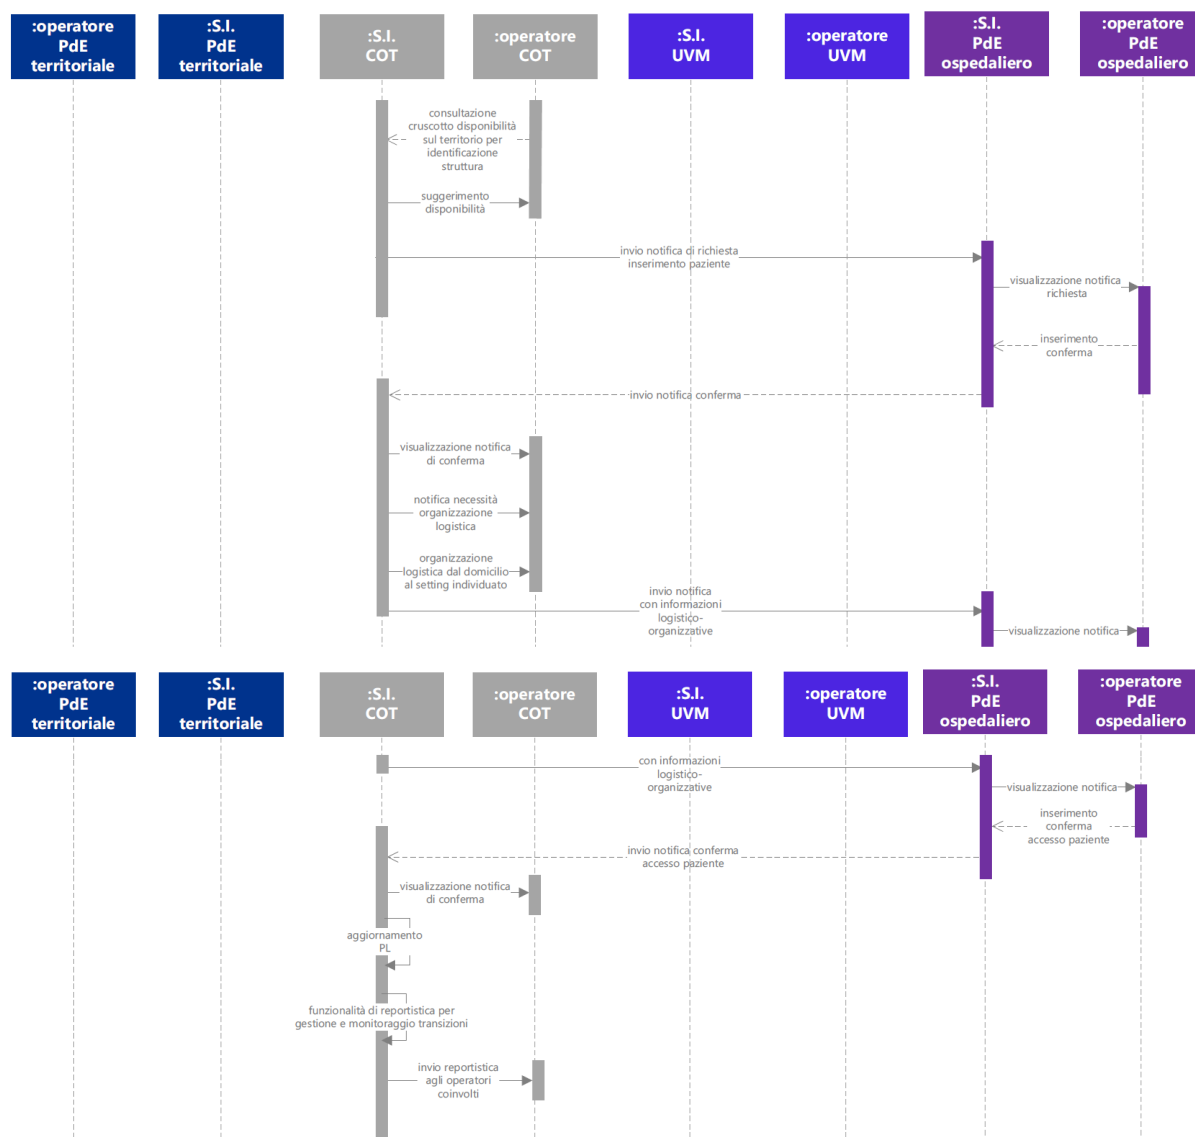 :operatore
PdE
territoriale
:S.I.
PdE
territoriale
:S.I.
COT
:operatore
COT
:S.I.
UVM
:operatore
UVM
:S.I.
PdE
ospedaliero
:operatore
PdE
ospedaliero
consultazione
cruscotto disponibilità
sul territorio per
identificazione
struttura
suggerimento
disponibilità
invio notifica di richiesta
inserimento paziente
visualizzazione notifica
richiesta
inserimento
conferma
invio notifica conferma
visualizzazione notifica
di conferma
notifica necessità
organizzazione
logistica
organizzazione
logistica dal domicilio
al setting individuato
invio notifica
con informazioni
logistico-
organizzative
visualizzazione notifica
:operatore
PdE
territoriale
:S.I.
PdE
territoriale
:S.I.
COT
:operatore
COT
:S.I.
UVM
:operatore
UVM
:S.I.
PdE
ospedaliero
:operatore
PdE
ospedaliero
con informazioni
logistico-
organizzative
visualizzazione notifica
inserimento
conferma
accesso paziente
invio notifica conferma
accesso paziente
visualizzazione notifica
di conferma
aggiornamento
PL
funzionalità di reportistica per
gestione e monitoraggio transizioni
invio reportistica
agli operatori
coinvolti